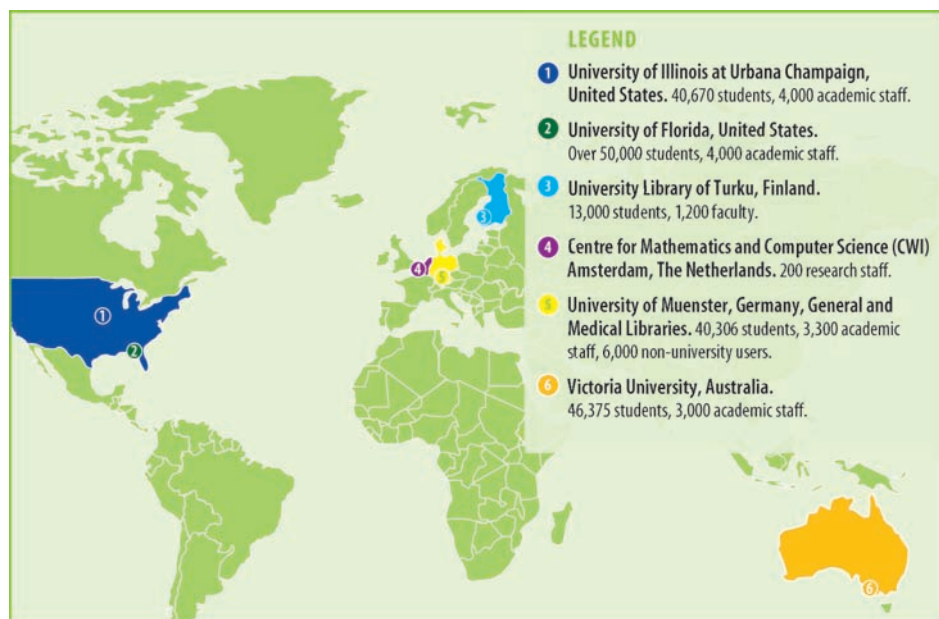 LEGEND
1 University of Illinois at Urbana Champaign,
United States. 40,670 students, 4,000 academic staff.
2 University of Florida, United States.
Over 50,000 students, 4,000 academic staff.
3 University Library of Turku, Finland.
13,000 students, 1,200 faculty.
4 Centre for Mathematics and Computer Science (CWI)
Amsterdam, The Netherlands. 200 research staff.
5 University of Muenster, Germany, General and
Medical Libraries. 40,306 students, 3,300 academic
staff, 6,000 non-university users.
6 Victoria University, Australia.
46,375 students, 3,000 academic staff.
3
4
5
1
2
6